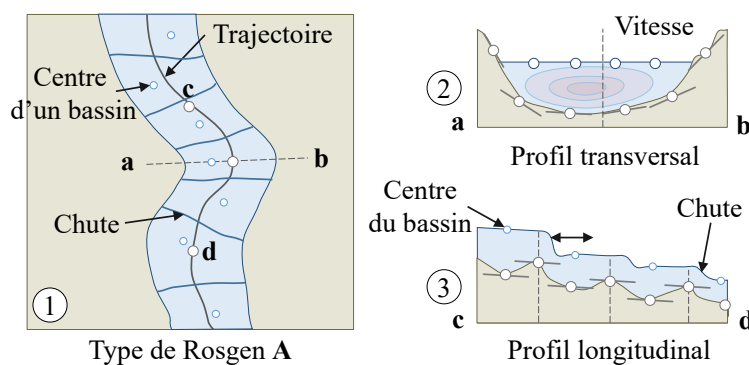 Trajectoire
Centre
d'un bassin
c
a
b
Chute
d
1
Type de Rosgen A
Vitesse
2
a
b
Profil transversal
Centre
du bassin
Chute
3
c
d
Profil longitudinal